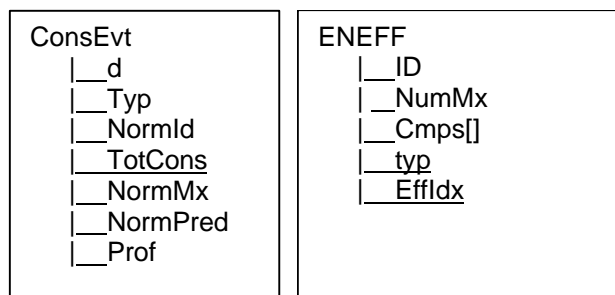 ConsEvt
|__d
|__Typ
|__NormId
|__TotCons
|__NormMx
|__NormPred
|__Prof
ENEFF
|__ID
| __NumMx
|__Cmps[]
|__typ
|__EffIdx